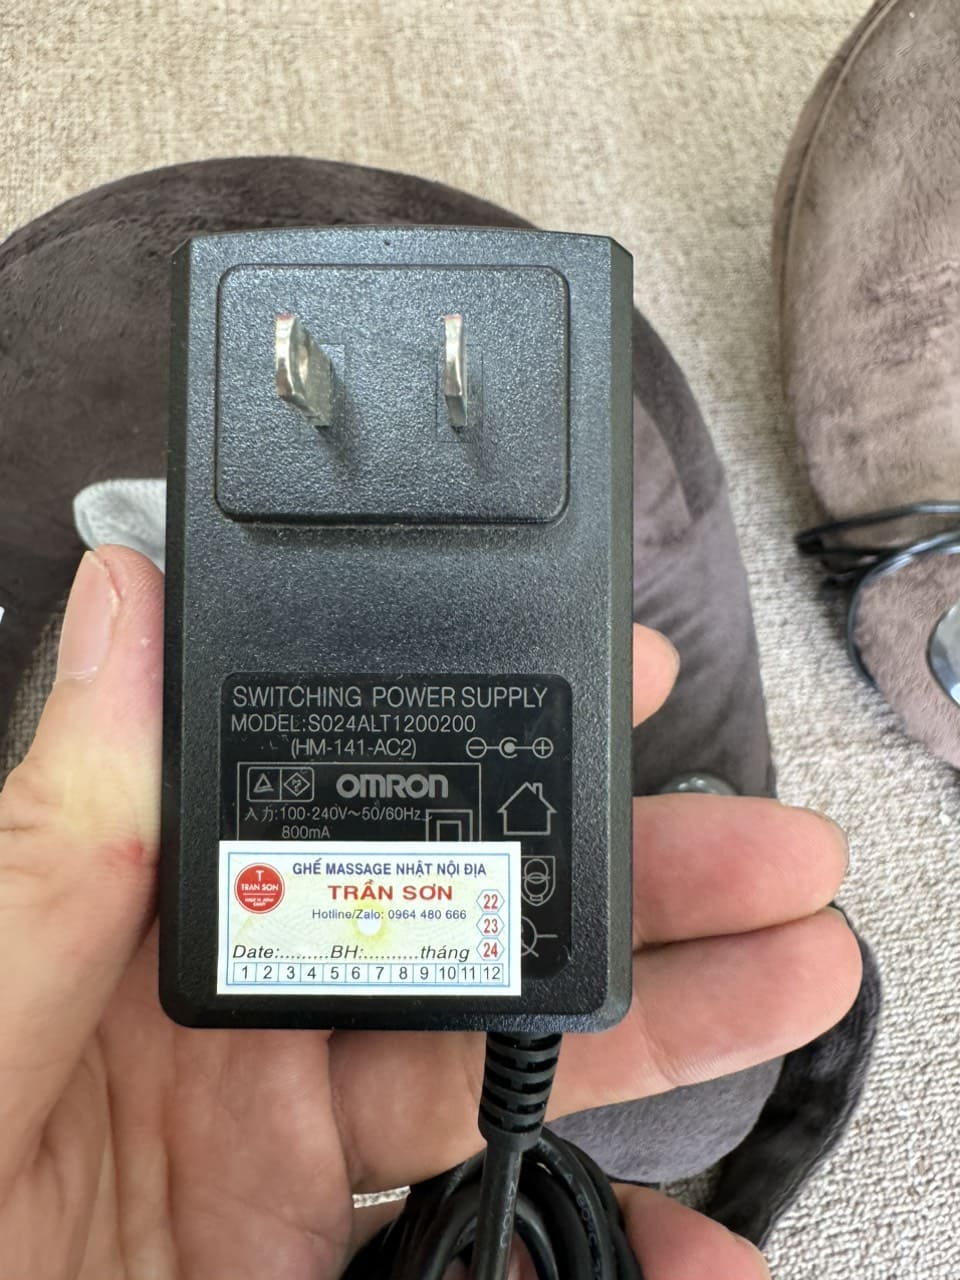 SWITCHING POWER SUPPLY
MODEL:S024ALT1200200
(HM-141-AC2)
OMRON
入力:100-240V～50/60Hz
800mA
GHẾ MASSAGE NHẬT NỘI ĐỊA
T
TRAN SON
TRẦN SƠN
Hotline/Zalo: 0964 480 666
22
23
24
Date:.........BH:..........tháng
1 2 3 4 5 6 7 8 9 10 11 12